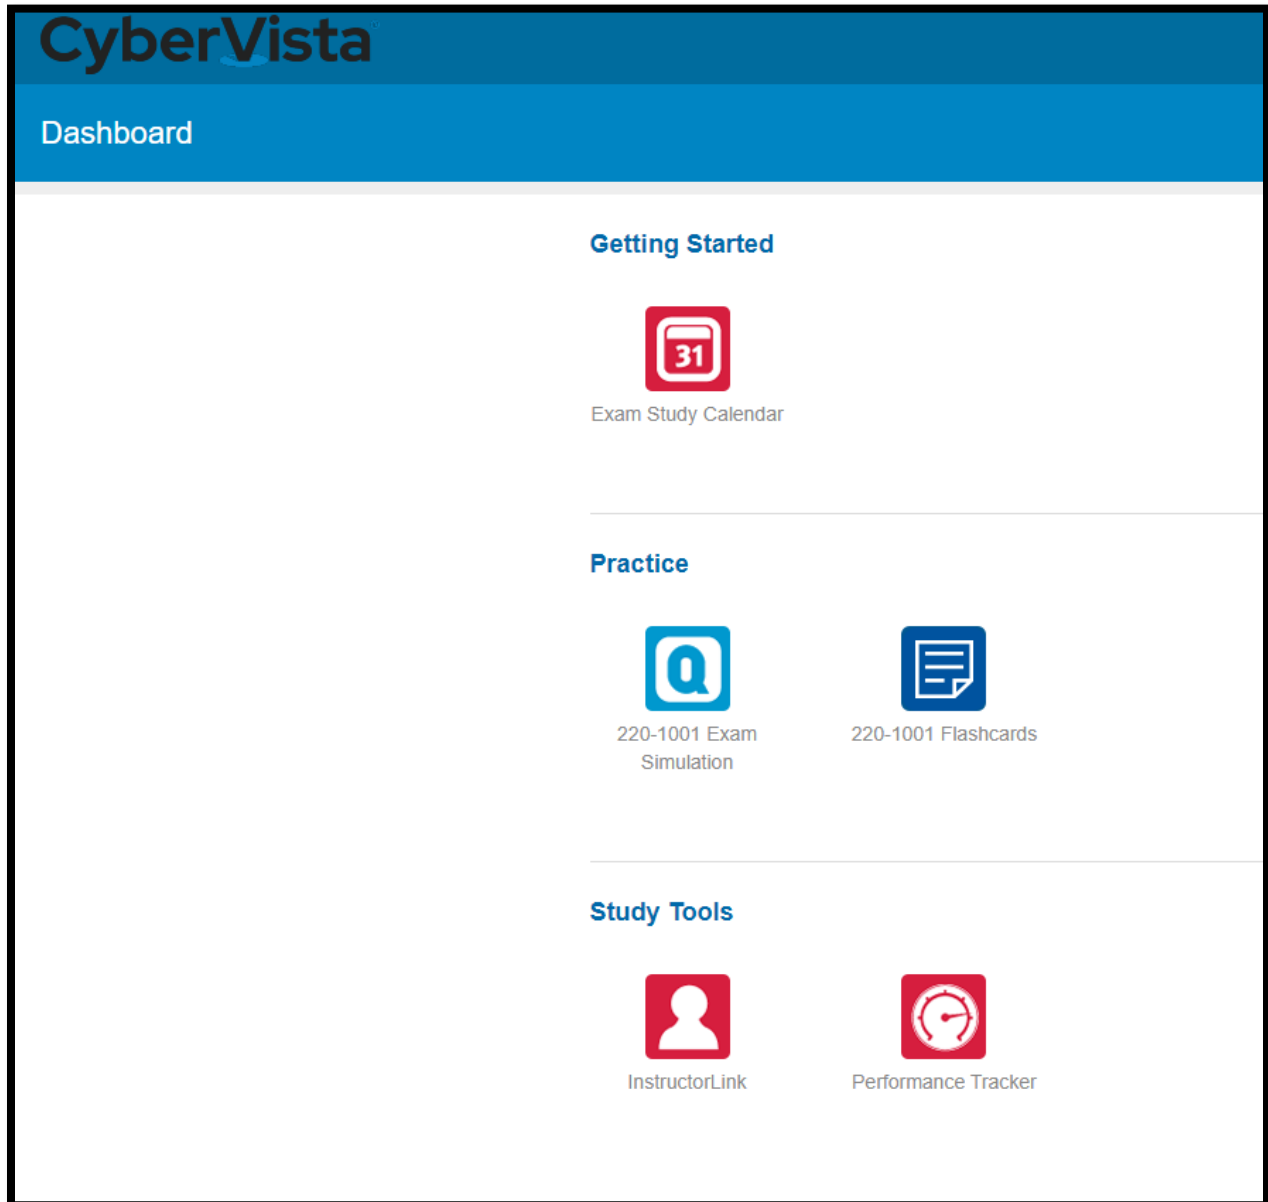 CyberVista
Dashboard
Getting Started
31
Exam Study Calendar
Practice
Q
220-1001 Exam
Simulation
220-1001 Flashcards
Study Tools
InstructorLink
Performance Tracker